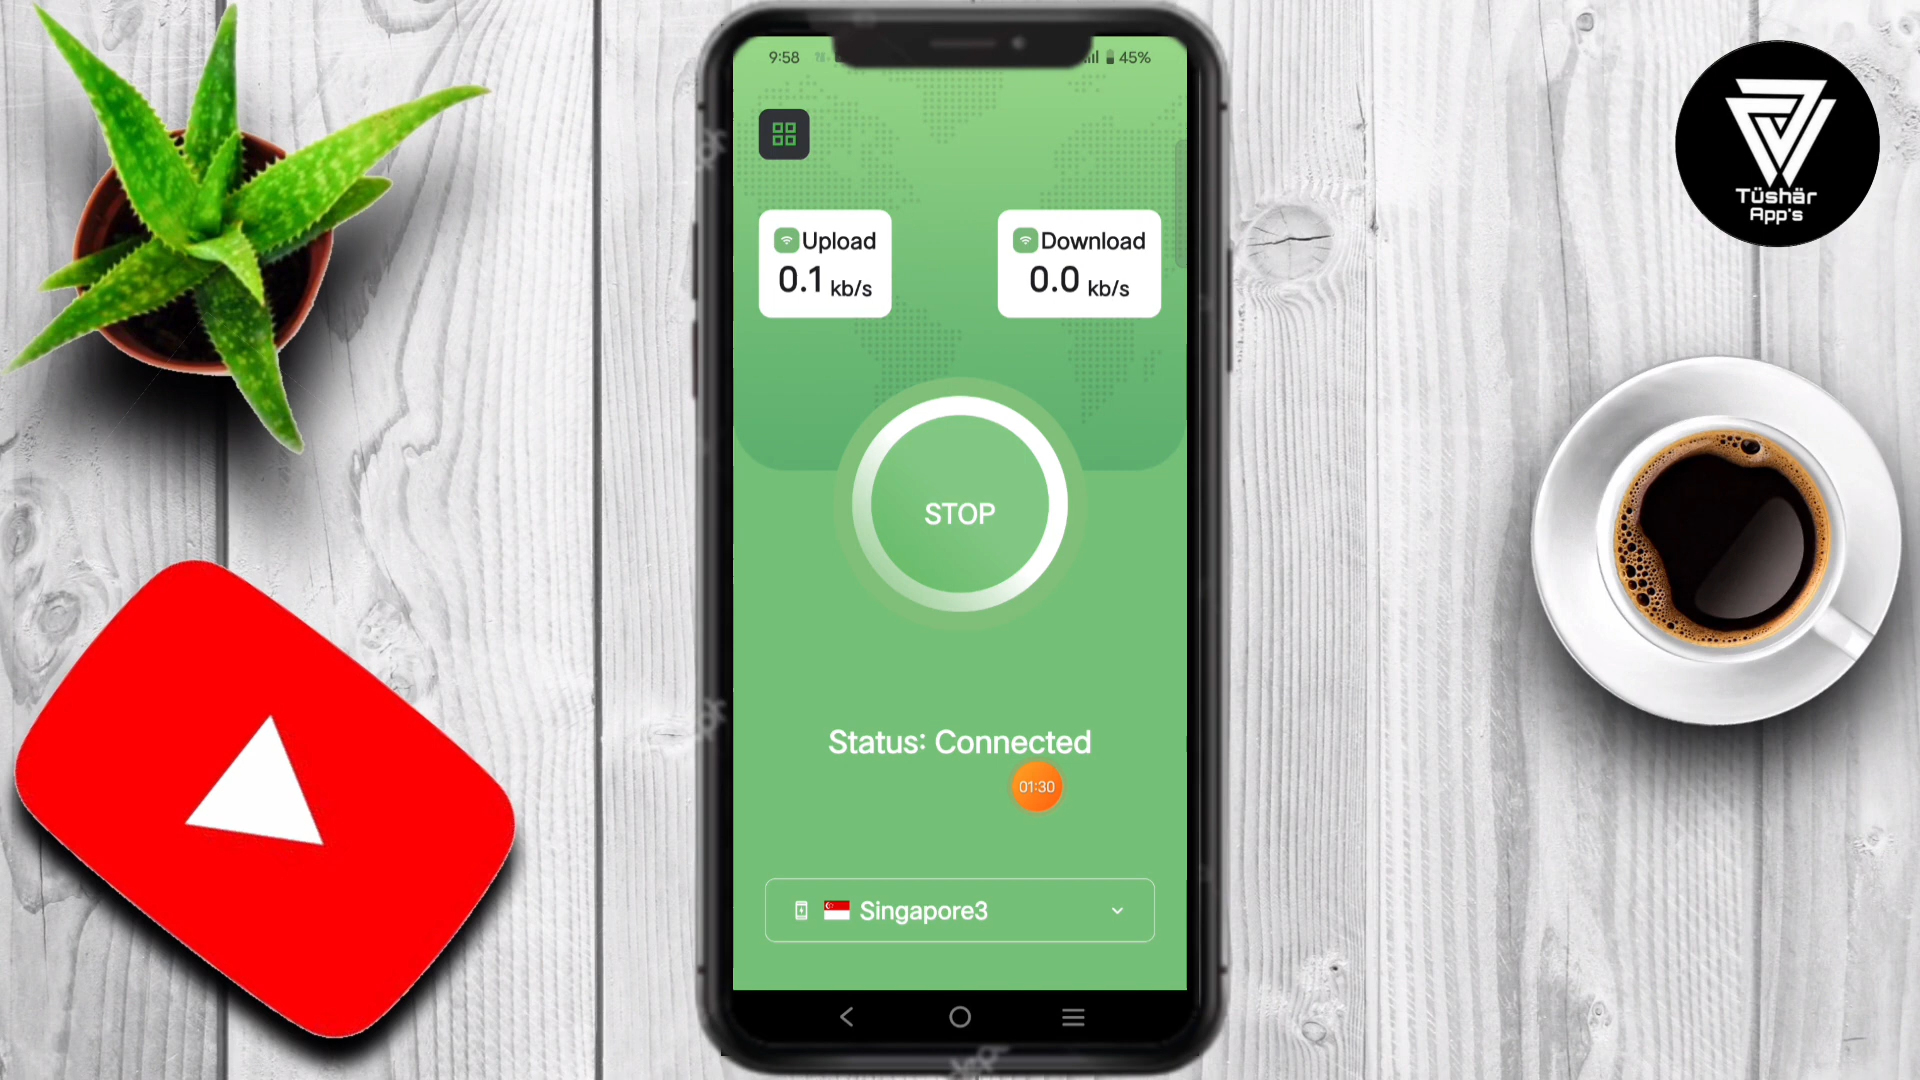 9:58
45%
Tüshär
App's
Upload
0.1 kb/s
Download
0.0 kb/s
STOP
Status: Connected
01:30
Singapore3